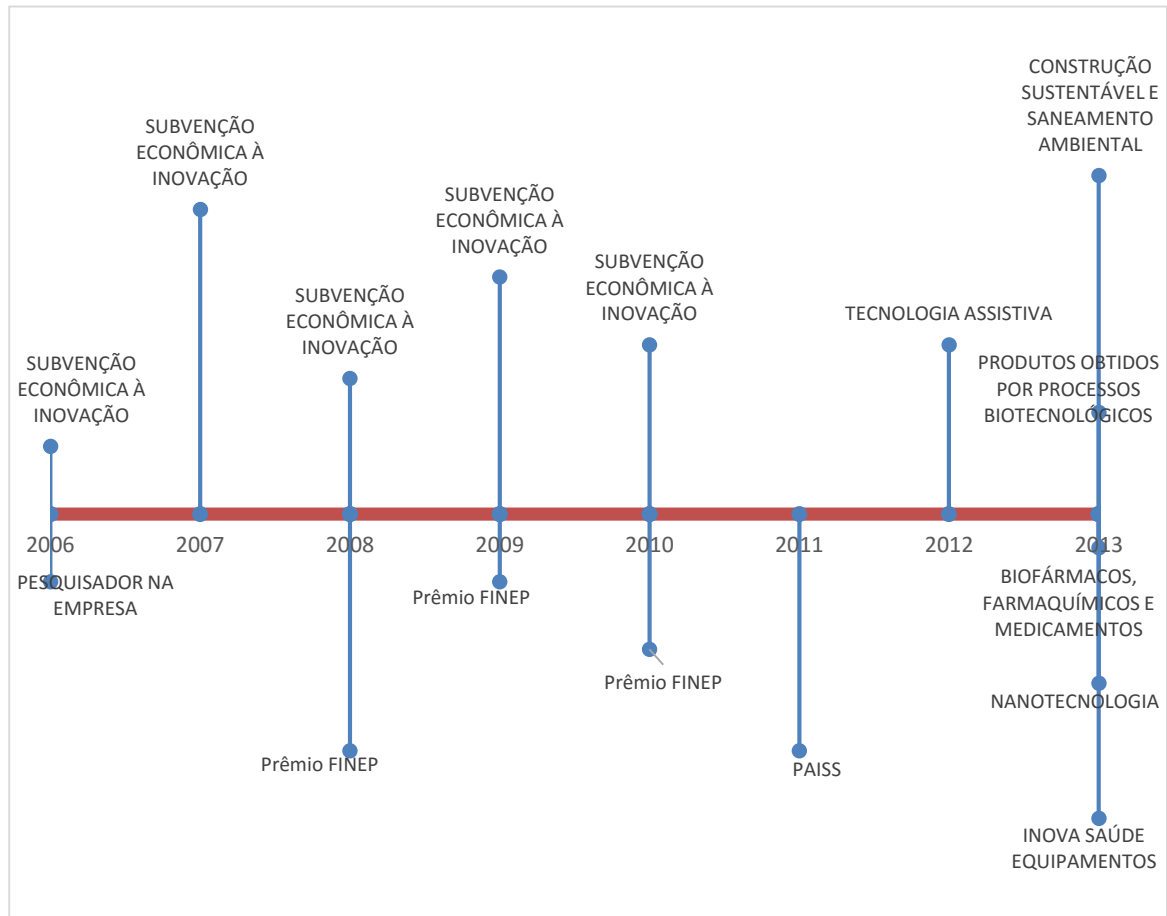 CONSTRUÇÃO
SUSTENTÁVEL E
SANEAMENTO
AMBIENTAL
SUBVENÇÃO
ECONÔMICA À
INOVAÇÃO
SUBVENÇÃO
ECONÔMICA À
INOVAÇÃO
SUBVENÇÃO
ECONÔMICA À
INOVAÇÃO
SUBVENÇÃO
ECONÔMICA À
INOVAÇÃO
TECNOLOGIA ASSISTIVA
SUBVENÇÃO
ECONÔMICA À
INOVAÇÃO
PRODUTOS OBTIDOS
POR PROCESSOS
BIOTECNOLÓGICOS
2006 2007 2008 2009 2010 2011 2012 2013
PESQUISADOR NA
EMPRESA
Prêmio FINEP
BIOFÁRMACOS,
FARMAQUÍMICOS E
MEDICAMENTOS
Prêmio FINEP
NANOTECNOLOGIA
Prêmio FINEP
PAISS
INOVA SAÚDE
EQUIPAMENTOS